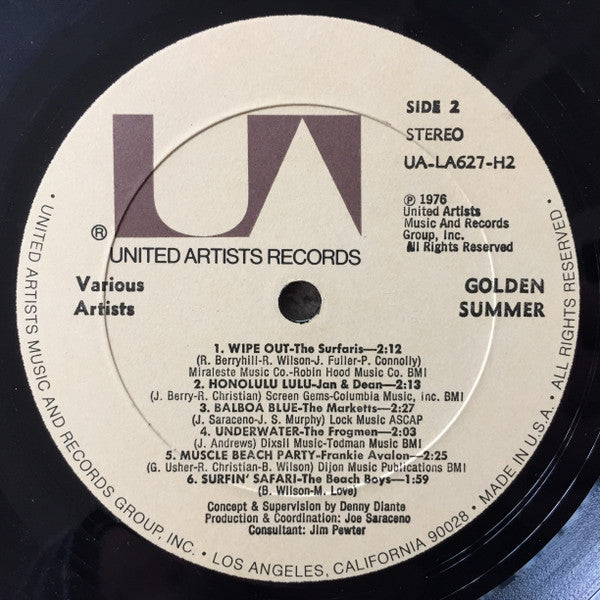 SIDE 2
STEREO
UA-LA627-H2
℗ 1976
United Artists
Music And Records
Group, Inc.
All Rights Reserved
UA
®
UNITED ARTISTS RECORDS
Various
Artists
GOLDEN
SUMMER
1. WIPE OUT-The Surfaris—2:12
(R. Berryhill-R. Wilson-J. Fuller-P. Connolly)
Miraleste Music Co.-Robin Hood Music Co. BMI
2. HONOLULU LULU-Jan & Dean—2:13
(J. Berry-R. Christian) Screen Gems-Columbia Music, inc. BMI
3. BALBOA BLUE-The Marketts—2:27
(J. Saraceno-J. S. Murphy) Lock Music ASCAP
4. UNDERWATER-The Frogmen—2:03
(J. Andrews) Dixsil Music-Todman Music BMI
5. MUSCLE BEACH PARTY-Frankie Avalon—2:25
(G. Usher-R. Christian-B. Wilson) Dijon Music Publications BMI
6. SURFIN' SAFARI-The Beach Boys—1:59
(B. Wilson-M. Love)
Concept & Supervision by Denny Diante
Production & Coordination: Joe Saraceno
Consultant: Jim Pewter
• UNITED ARTISTS MUSIC AND RECORDS GROUP, INC. • LOS ANGELES, CALIFORNIA 90028 • MADE IN U.S.A. • ALL RIGHTS RESERVED •